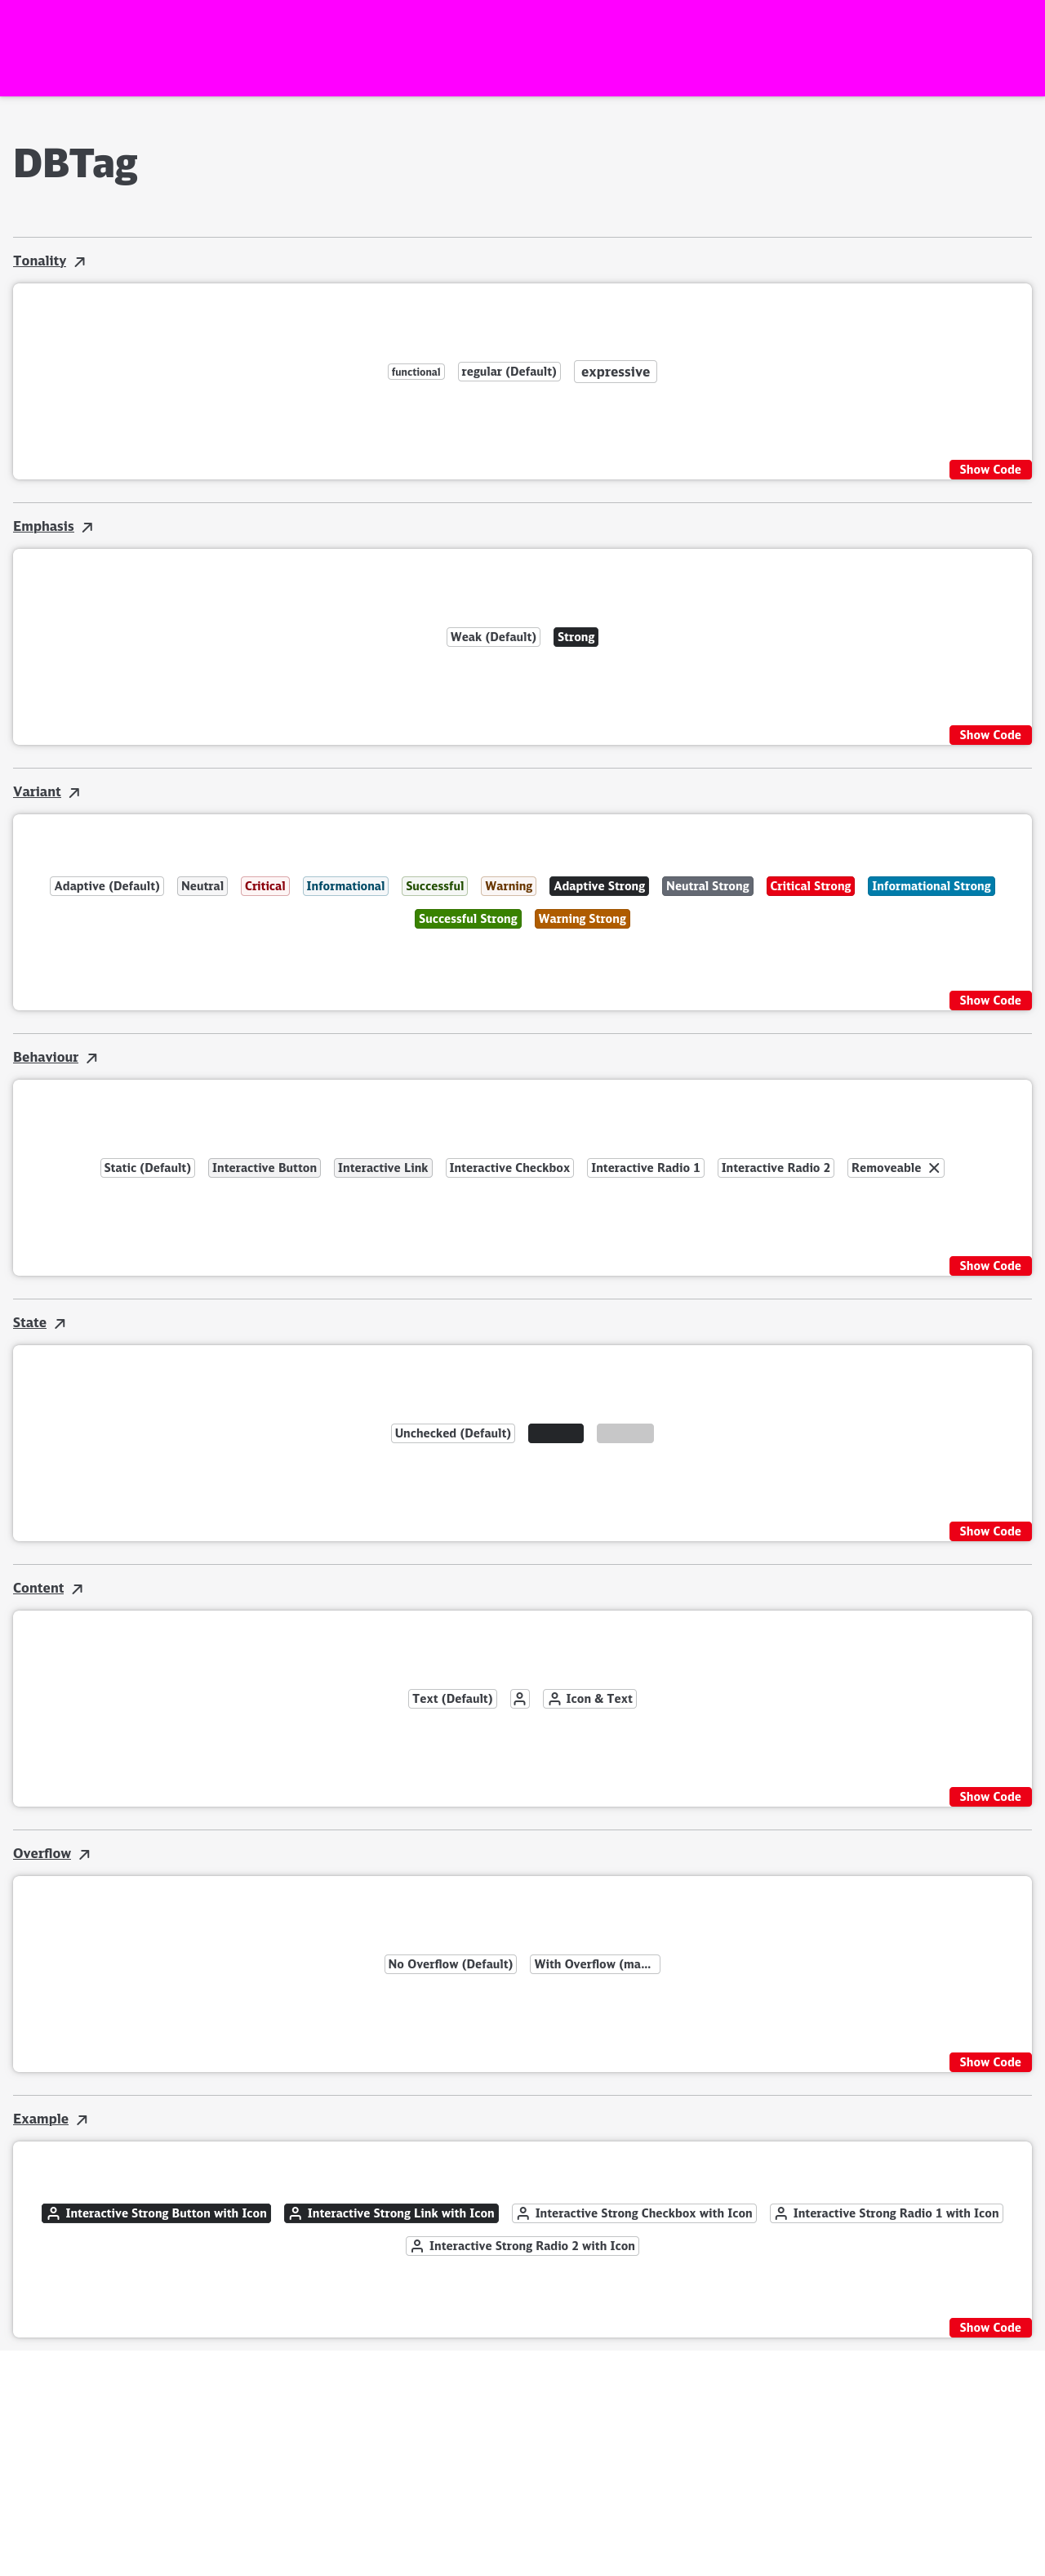 DBTag
Tonality
functional regular (Default) expressive
Show Code
Emphasis
Weak (Default) Strong
Show Code
Variant
Adaptive (Default) Neutral Critical Informational Successful Warning Adaptive Strong Neutral Strong Critical Strong Informational Strong
Successful Strong Warning Strong
Show Code
Behaviour
Static (Default) Interactive Button Interactive Link Interactive Checkbox Interactive Radio 1 Interactive Radio 2 Removeable
Show Code
State
Unchecked (Default)
Show Code
Content
Text (Default) Icon & Text
Show Code
Overflow
No Overflow (Default) With Overflow (ma...
Show Code
Example
Interactive Strong Button with Icon Interactive Strong Link with Icon Interactive Strong Checkbox with Icon Interactive Strong Radio 1 with Icon
Interactive Strong Radio 2 with Icon
Show Code